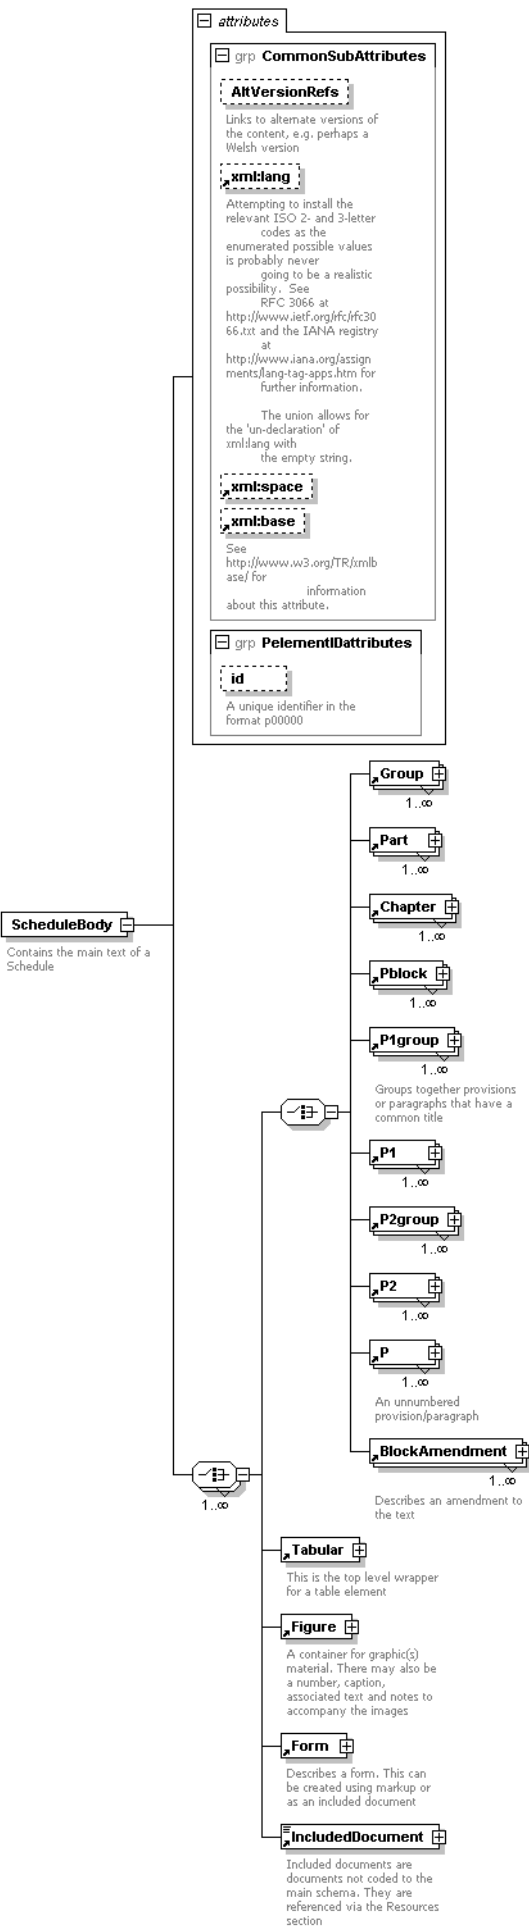 attributes
grp CommonSubAttributes
AltVersionRefs
Links to alternate versions of
the content, e.g. perhaps a
Welsh version
xml:lang
Attempting to install the
relevant ISO 2- and 3-letter
codes as the
enumerated possible values
is probably never
going to be a realistic
possibility. See
RFC 3066 at
http://www.ietf.org/rfc/rfc30
66.txt and the IANA registry
at
http://www.iana.org/assign
ments/lang-tag-apps.htm for
further information.
The union allows for
the 'un-declaration' of
xml:lang with
the empty string.
xml:space
xml:base
See
http://www.w3.org/TR/xmlb
ase/ for
information
about this attribute.
grp PelementIDattributes
id
A unique identifier in the
format p00000
Group
1..∞
Part
1..∞
Chapter
1..∞
ScheduleBody
Contains the main text of a
Schedule
Pblock
1..∞
P1group
1..∞
Groups together provisions
or paragraphs that have a
common title
P1
1..∞
P2group
1..∞
P2
1..∞
P
1..∞
An unnumbered
provision/paragraph
BlockAmendment
1..∞
Describes an amendment to
the text
1..∞
Tabular
This is the top level wrapper
for a table element
Figure
A container for graphic(s)
material. There may also be
a number, caption,
associated text and notes to
accompany the images
Form
Describes a form. This can
be created using markup or
as an included document
IncludedDocument
Included documents are
documents not coded to the
main schema. They are
referenced via the Resources
section